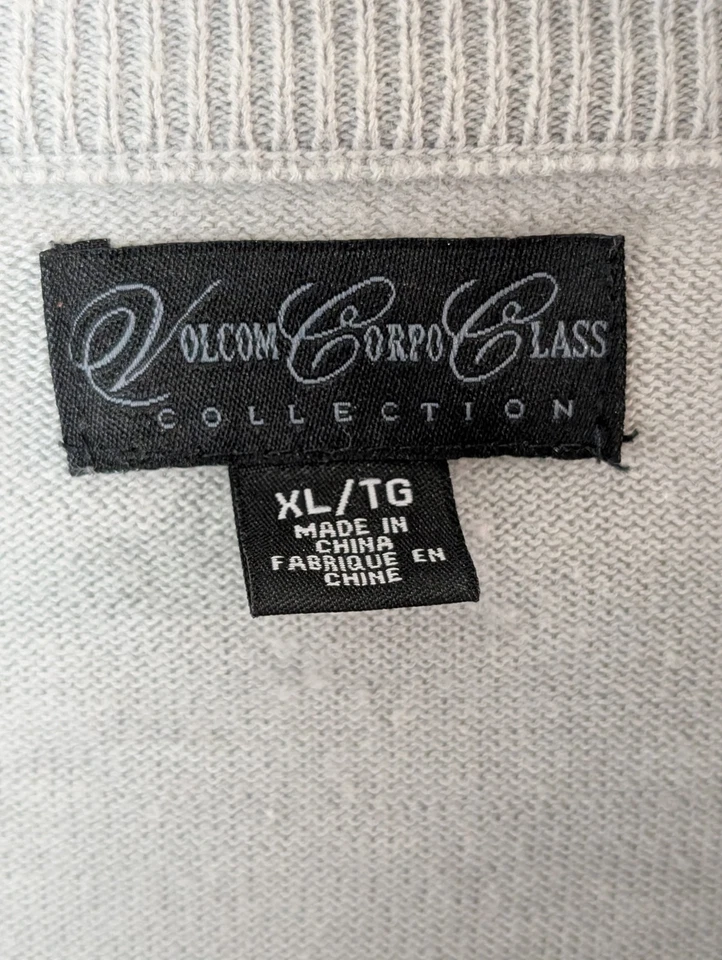 VOLCOM CORPO CLASS
COLLECTION
XL/TG
MADE IN
CHINA
FABRIQUE EN
CHINE